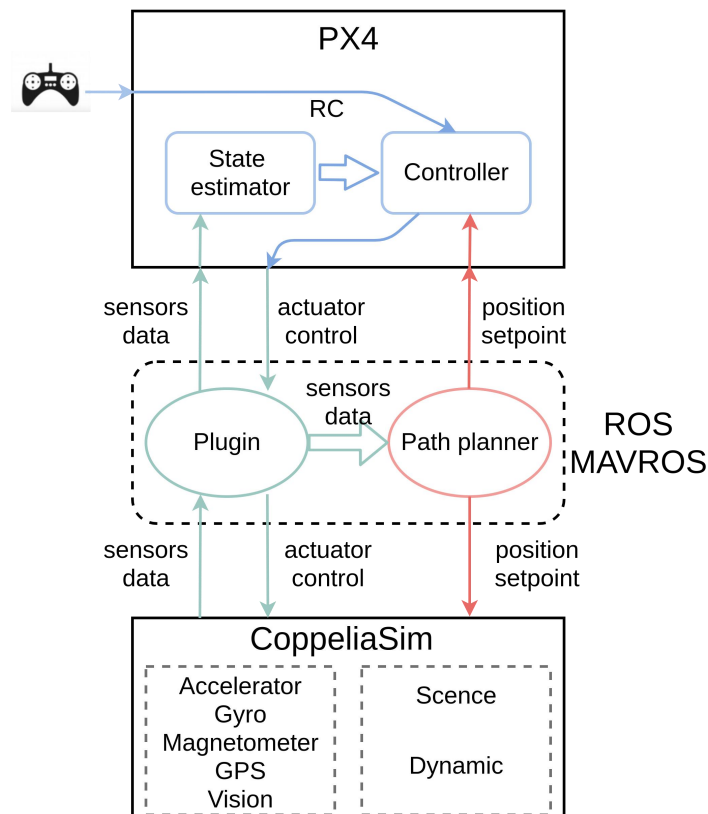 PX4
RC
State
estimator
Controller
sensors
data
actuator
control
position
setpoint
sensors
data
Plugin
Path planner
ROS
MAVROS
sensors
data
actuator
control
position
setpoint
CoppeliaSim
Accelerator
Gyro
Magnetometer
GPS
Vision
Scence
Dynamic